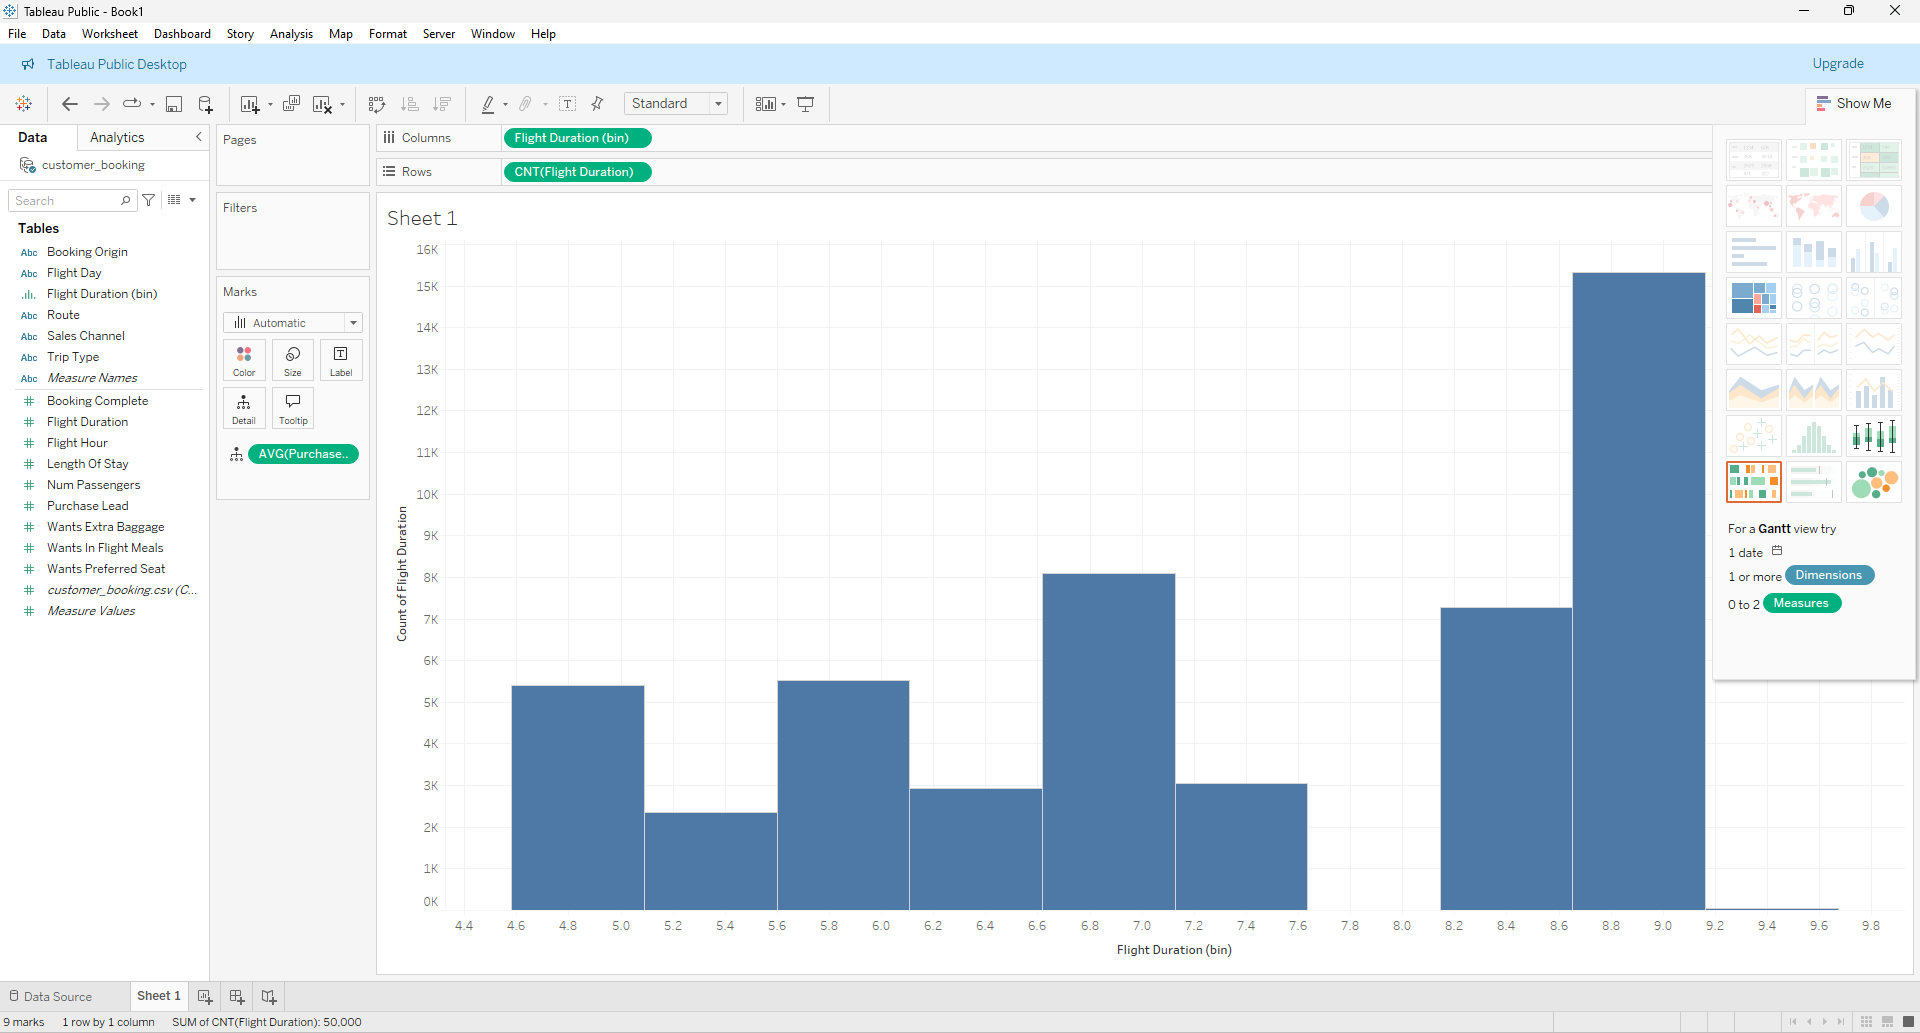 Tableau Public - Book1
File Data Worksheet Dashboard Story Analysis Map Format Server Window Help
Tableau Public Desktop
Upgrade
Standard
Show Me
Data
Analytics
customer_booking
Search
Tables
Abc Booking Origin
Abc Flight Day
Flight Duration (bin)
Abc Route
Abc Sales Channel
Abc Trip Type
Abc Measure Names
# Booking Complete
# Flight Duration
# Flight Hour
# Length Of Stay
# Num Passengers
# Purchase Lead
# Wants Extra Baggage
# Wants In Flight Meals
# Wants Preferred Seat
# customer_booking.csv (C...
# Measure Values
Pages
Filters
Marks
Automatic
Color
Size
T
Label
Detail
Tooltip
AVG(Purchase..
Columns
Flight Duration (bin)
Rows
CNT(Flight Duration)
Sheet 1
16K
15K
14K
13K
12K
11K
10K
9K
8K
7K
6K
5K
4K
3K
2K
1K
0K
Count of Flight Duration
4.4 4.6 4.8 5.0 5.2 5.4 5.6 5.8 6.0 6.2 6.4 6.6 6.8 7.0 7.2 7.4 7.6 7.8 8.0 8.2 8.4 8.6 8.8 9.0 9.2 9.4 9.6 9.8
Flight Duration (bin)
For a Gantt view try
1 date
1 or more Dimensions
0 to 2 Measures
Data Source
Sheet 1
9 marks 1 row by 1 column SUM of CNT(Flight Duration): 50,000